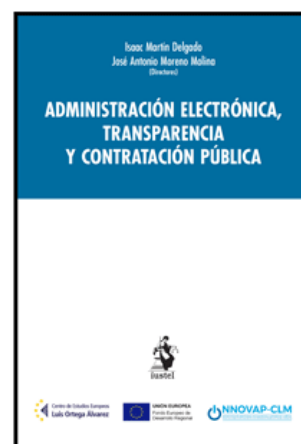 Isaac Martín Delgado
José Antonio Moreno Molina
(Directores)
ADMINISTRACIÓN ELECTRÓNICA,
TRANSPARENCIA
Y CONTRATACIÓN PÚBLICA
iustel
Centro de Estudios Europeos
Luis Ortega Álvarez
UNIÓN EUROPEA
Fondo Europeo de
Desarrollo Regional
INNOVAP-CLM